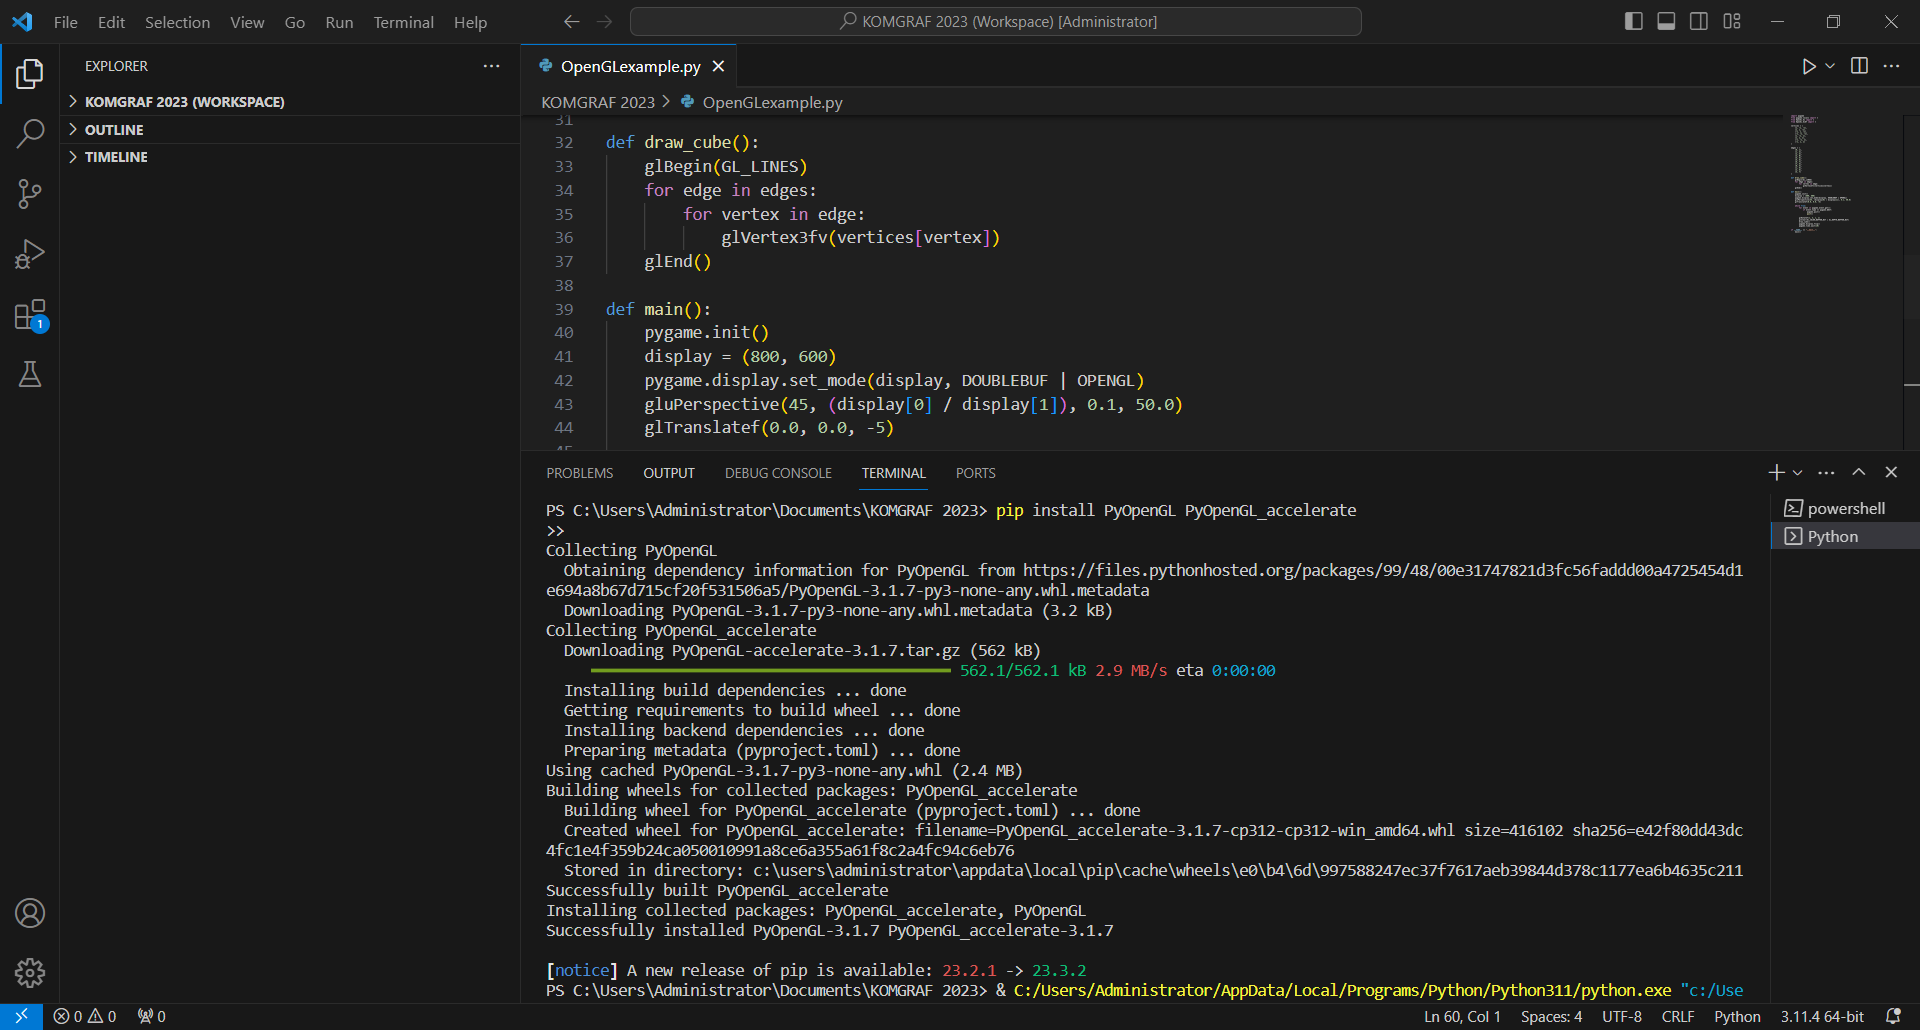 File Edit Selection View Go Run Terminal Help
KOMGRAF 2023 (Workspace) [Administrator]
EXPLORER
KOMGRAF 2023 (WORKSPACE)
OUTLINE
TIMELINE
1
OpenGLexample.py
KOMGRAF 2023 > OpenGLexample.py
31
32 def draw_cube():
33 glBegin(GL_LINES)
34 for edge in edges:
35 for vertex in edge:
36 glVertex3fv(vertices[vertex])
37 glEnd()
38
39 def main():
40 pygame.init()
41 display = (800, 600)
42 pygame.display.set_mode(display, DOUBLEBUF | OPENGL)
43 gluPerspective(45, (display[0] / display[1]), 0.1, 50.0)
44 glTranslatef(0.0, 0.0, -5)
PROBLEMS OUTPUT DEBUG CONSOLE TERMINAL PORTS
PS C:\Users\Administrator\Documents\KOMGRAF 2023> pip install PyOpenGL PyOpenGL_accelerate
>>
Collecting PyOpenGL
Obtaining dependency information for PyOpenGL from https://files.pythonhosted.org/packages/99/48/00e31747821d3fc56faddd00a4725454d1
e694a8b67d715cf20f531506a5/PyOpenGL-3.1.7-py3-none-any.whl.metadata
Downloading PyOpenGL-3.1.7-py3-none-any.whl.metadata (3.2 kB)
Collecting PyOpenGL_accelerate
Downloading PyOpenGL-accelerate-3.1.7.tar.gz (562 kB)
562.1/562.1 kB 2.9 MB/s eta 0:00:00
Installing build dependencies ... done
Getting requirements to build wheel ... done
Installing backend dependencies ... done
Preparing metadata (pyproject.toml) ... done
Using cached PyOpenGL-3.1.7-py3-none-any.whl (2.4 MB)
Building wheels for collected packages: PyOpenGL_accelerate
Building wheel for PyOpenGL_accelerate (pyproject.toml) ... done
Created wheel for PyOpenGL_accelerate: filename=PyOpenGL_accelerate-3.1.7-cp312-cp312-win_amd64.whl size=416102 sha256=e42f80dd43dc
4fc1e4f359b24ca050010991a8ce6a355a61f8c2a4fc94c6eb76
Stored in directory: c:\users\administrator\appdata\local\pip\cache\wheels\e0\b4\6d\997588247ec37f7617aeb39844d378c1177ea6b4635c211
Successfully built PyOpenGL_accelerate
Installing collected packages: PyOpenGL_accelerate, PyOpenGL
Successfully installed PyOpenGL-3.1.7 PyOpenGL_accelerate-3.1.7
[notice] A new release of pip is available: 23.2.1 -> 23.3.2
PS C:\Users\Administrator\Documents\KOMGRAF 2023> & C:/Users/Administrator/AppData/Local/Programs/Python/Python311/python.exe "c:/Use
powershell
Python
0 0 0
Ln 60, Col 1 Spaces: 4 UTF-8 CRLF Python 3.11.4 64-bit